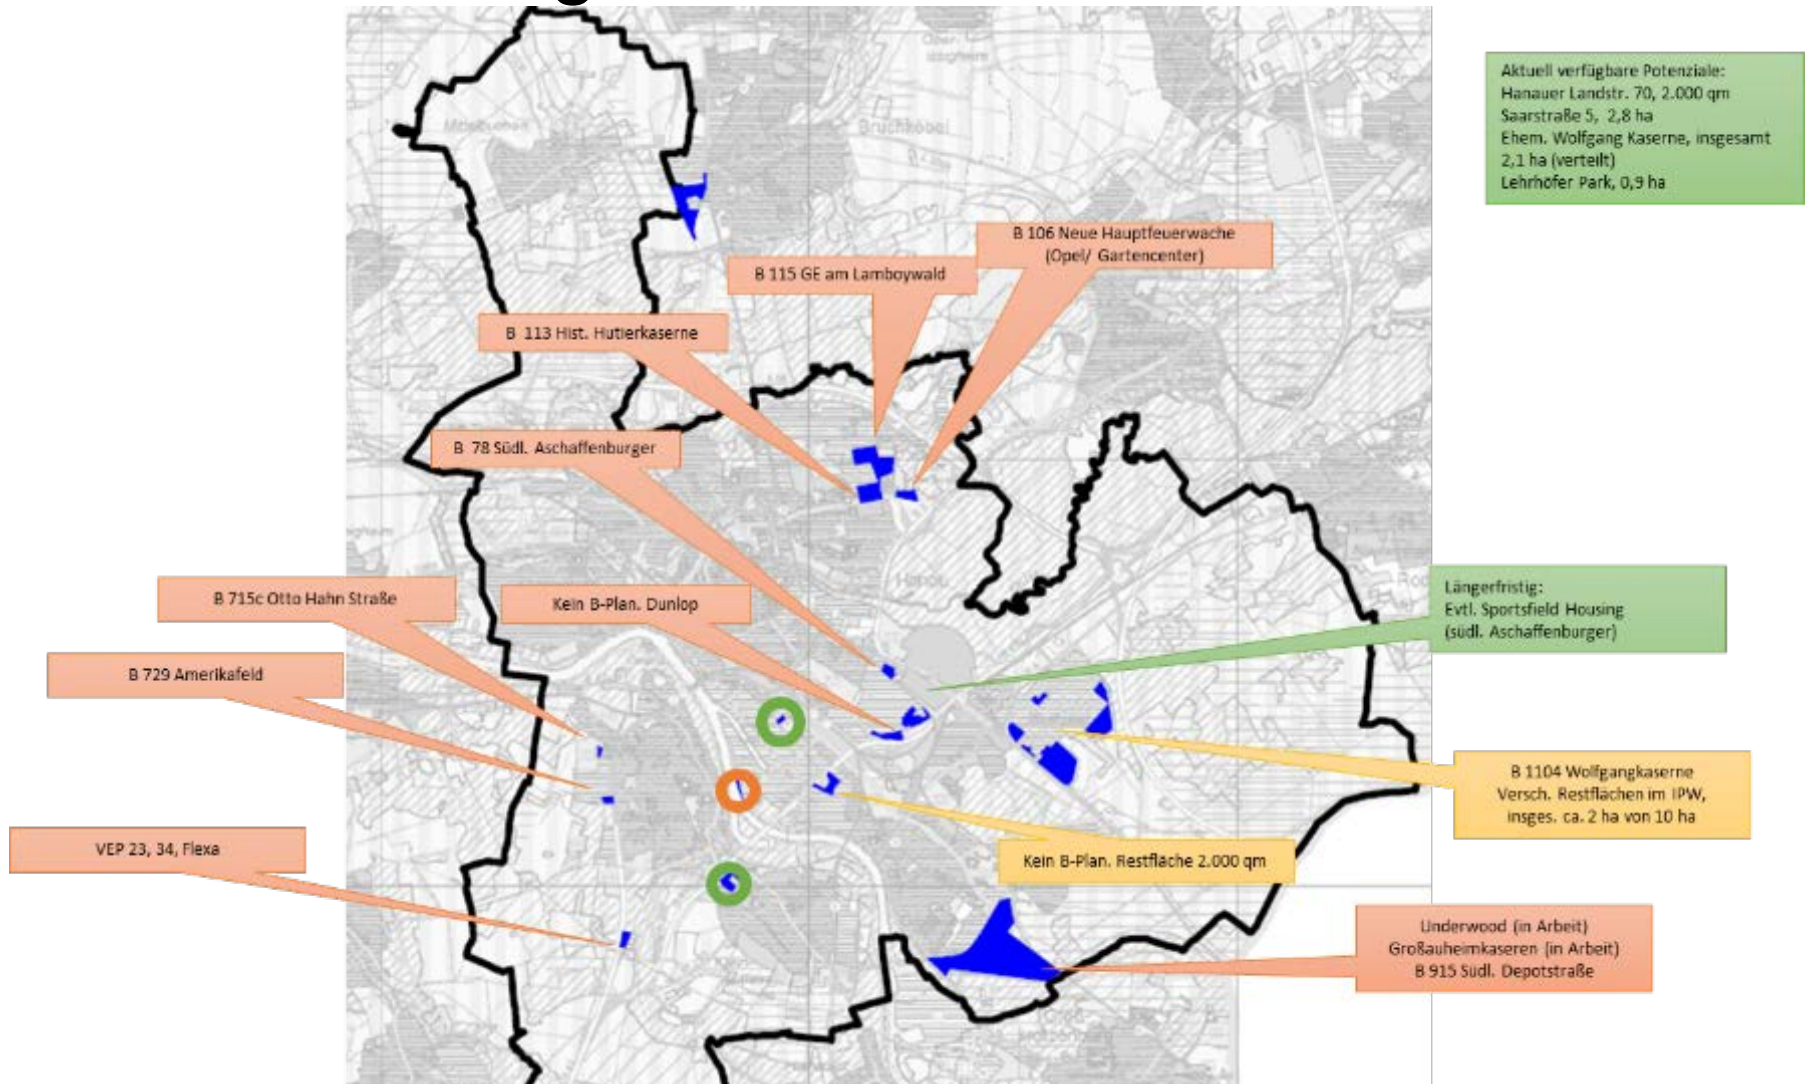 Aktuell verfügbare Potenziale:
Hanauer Landstr. 70, 2.000 qm
Saarstraße 5, 2,8 ha
Ehem. Wolfgang Kaserne, insgesamt
2,1 ha (verteilt)
Lehrhöfer Park, 0,9 ha
Bruchköbel
B 106 Neue Hauptfeuerwache
(Opel/ Gartencenter)
B 115 GE am Lamboywald
B 113 Hist. Hutierkaserne
B 78 Südl. Aschaffenburger
Hanau
B 715c Otto Hahn Straße
Kein B-Plan. Dunlop
Längerfristig:
Evtl. Sportsfield Housing
(südl. Aschaffenburger)
B 729 Amerikafeld
B 1104 Wolfgangkaserne
Versch. Restflächen im IPW,
insges. ca. 2 ha von 10 ha
VEP 23, 34, Flexa
Kein B-Plan. Restfläche 2.000 qm
Underwood (in Arbeit)
Großauheimkaseren (in Arbeit)
B 915 Südl. Depotstraße